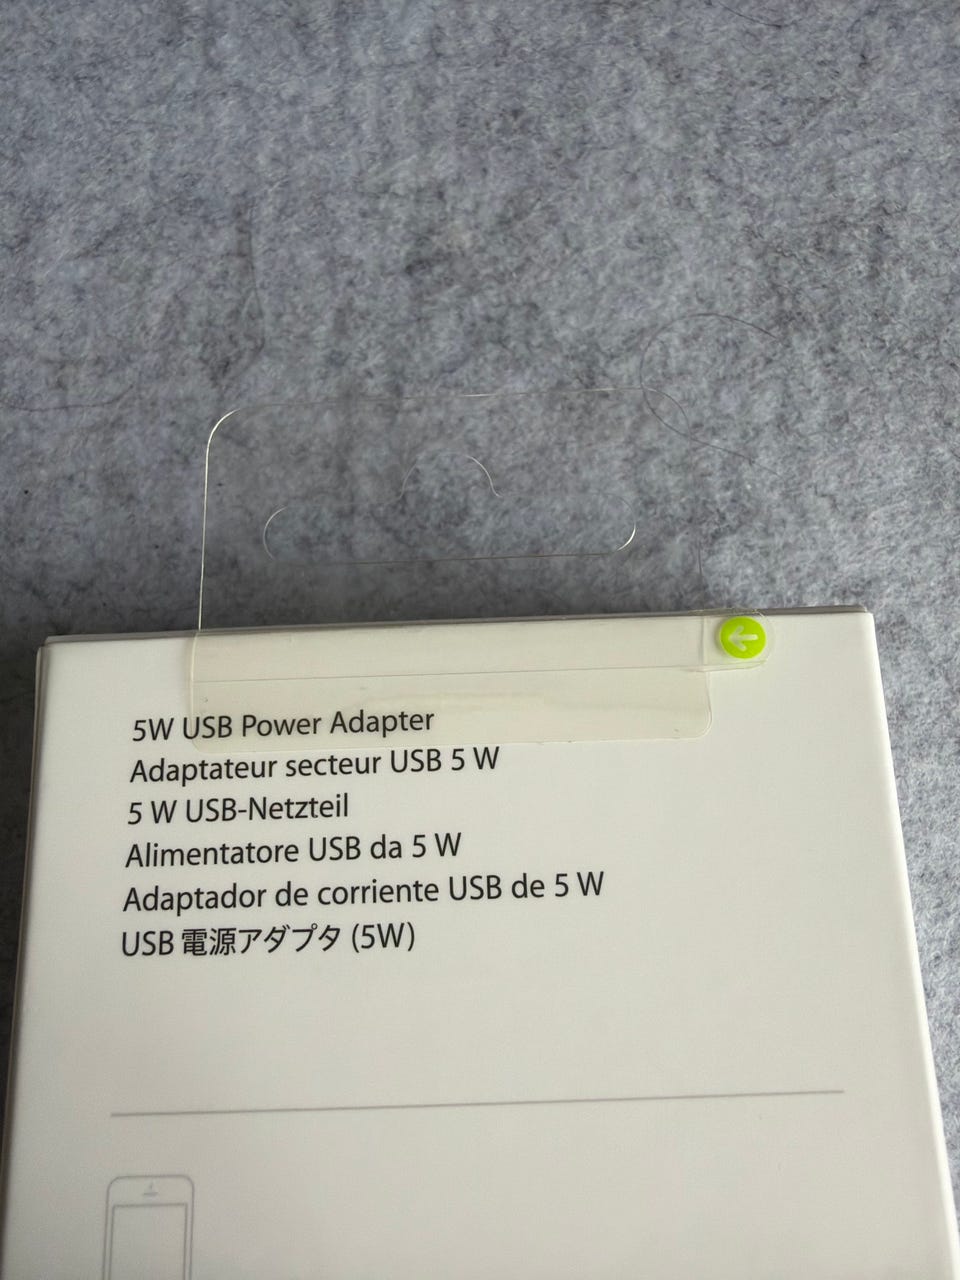 5W USB Power Adapter
Adaptateur secteur USB 5 W
5 W USB-Netzteil
Alimentatore USB da 5 W
Adaptador de corriente USB de 5 W
USB 電源アダプタ (5W)